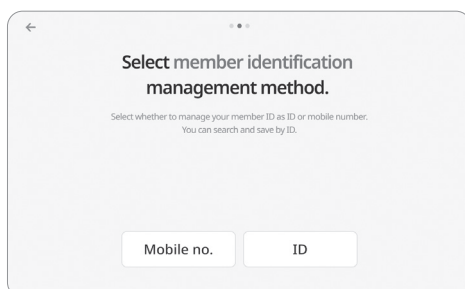 Select member identification
management method.
Select whether to manage your member ID as ID or mobile number.
You can search and save by ID.
Mobile no.
ID